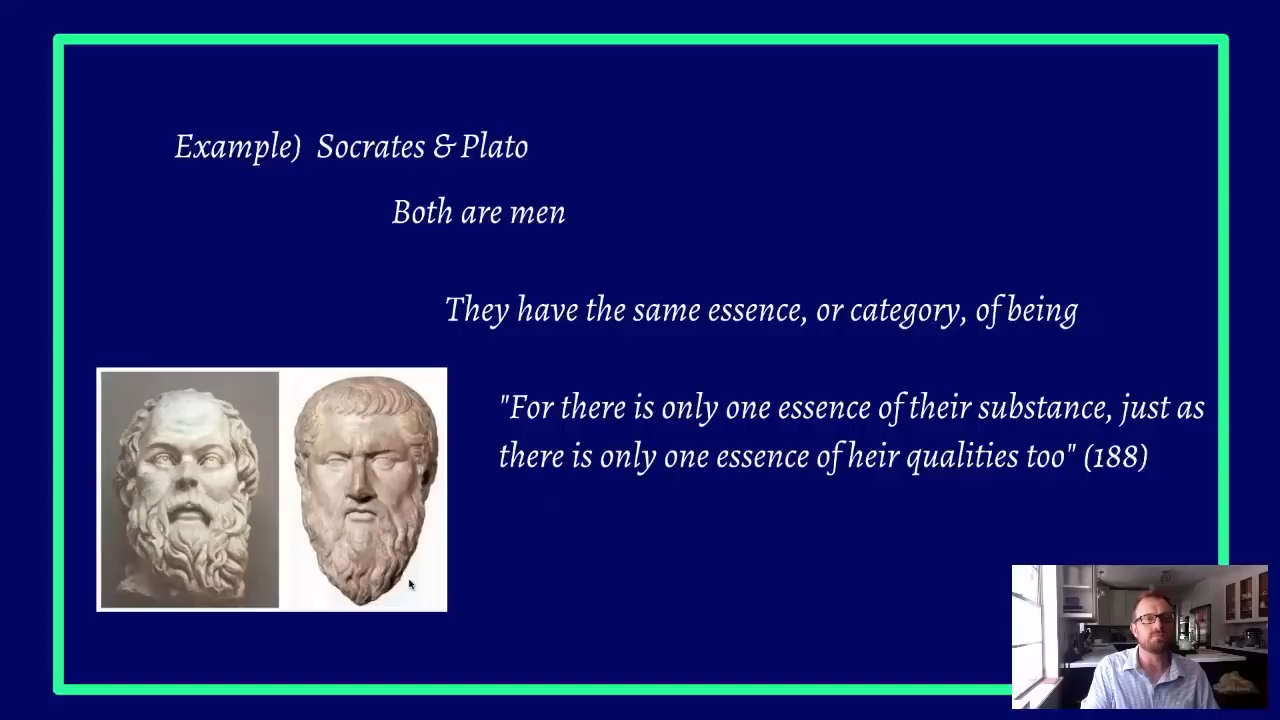 Example) Socrates & Plato
Both are men
They have the same essence, or category, of being
"For there is only one essence of their substance, just as
there is only one essence of heir qualities too" (188)